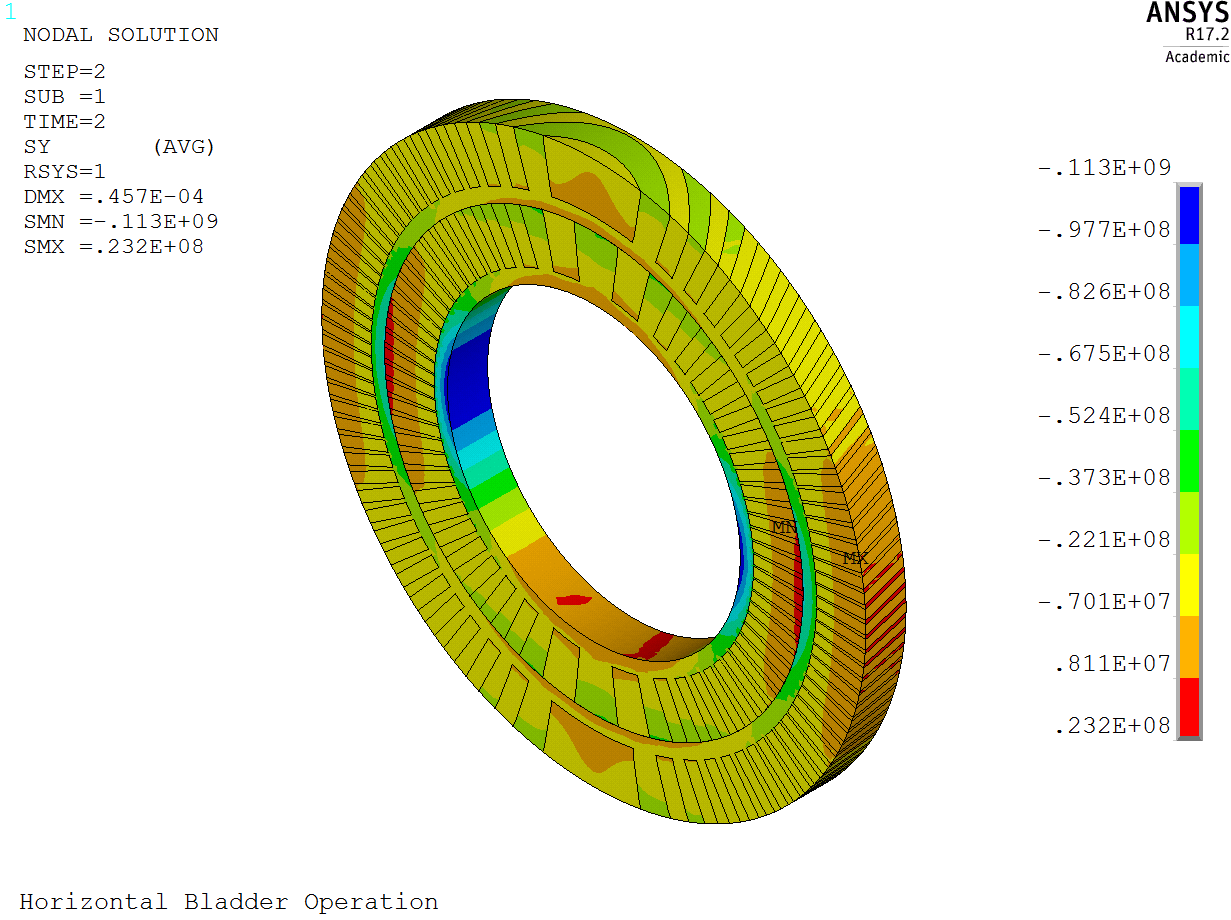 1
NODAL SOLUTION
STEP=2
SUB =1
TIME=2
SY (AVG)
RSYS=1
DMX =.457E-04
SMN =-.113E+09
SMX =.232E+08
ANSYS
R17.2
Academic
-.113E+09
-.977E+08
-.826E+08
-.675E+08
-.524E+08
-.373E+08
-.221E+08
-.701E+07
.811E+07
.232E+08
MN
MX
Horizontal Bladder Operation